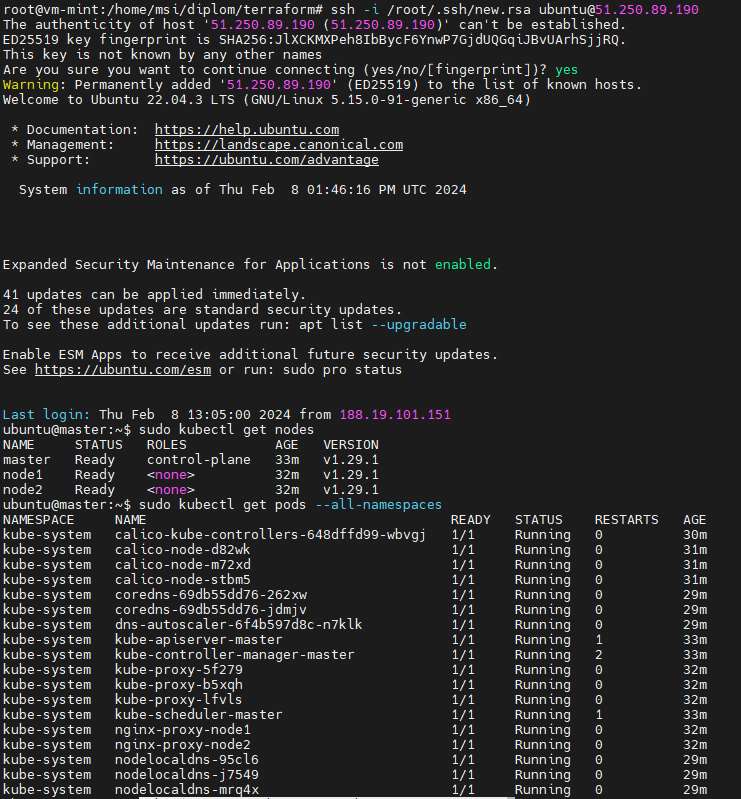 root@vm-mint:/home/msi/diplom/terraform# ssh -i /root/.ssh/new.rsa ubuntu@51.250.89.190
The authenticity of host '51.250.89.190 (51.250.89.190)' can't be established.
ED25519 key fingerprint is SHA256:JlXCKMXPeh8IbBycF6YnwP7GjdUQGqiJBvUArhSjjRQ.
This key is not known by any other names
Are you sure you want to continue connecting (yes/no/[fingerprint])? yes
Warning: Permanently added '51.250.89.190' (ED25519) to the list of known hosts.
Welcome to Ubuntu 22.04.3 LTS (GNU/Linux 5.15.0-91-generic x86_64)

 * Documentation:  https://help.ubuntu.com
 * Management:     https://landscape.canonical.com
 * Support:        https://ubuntu.com/advantage

  System information as of Thu Feb  8 01:46:16 PM UTC 2024

Expanded Security Maintenance for Applications is not enabled.

41 updates can be applied immediately.
24 of these updates are standard security updates.
To see these additional updates run: apt list --upgradable

Enable ESM Apps to receive additional future security updates.
See https://ubuntu.com/esm or run: sudo pro status

Last login: Thu Feb  8 13:05:00 2024 from 188.19.101.151
ubuntu@master:~$ sudo kubectl get nodes
NAME     STATUS   ROLES           AGE   VERSION
master   Ready    control-plane   33m   v1.29.1
node1    Ready    <none>          32m   v1.29.1
node2    Ready    <none>          32m   v1.29.1
ubuntu@master:~$ sudo kubectl get pods --all-namespaces
NAMESPACE     NAME                                       READY   STATUS    RESTARTS   AGE
kube-system   calico-kube-controllers-648dffd99-wbvgj   1/1     Running   0          30m
kube-system   calico-node-d82wk                          1/1     Running   0          31m
kube-system   calico-node-m72xd                          1/1     Running   0          31m
kube-system   calico-node-stbm5                          1/1     Running   0          31m
kube-system   coredns-69db55dd76-262xw                   1/1     Running   0          29m
kube-system   coredns-69db55dd76-jdmjv                   1/1     Running   0          29m
kube-system   dns-autoscaler-6f4b597d8c-n7klk            1/1     Running   0          29m
kube-system   kube-apiserver-master                      1/1     Running   1          33m
kube-system   kube-controller-manager-master             1/1     Running   2          33m
kube-system   kube-proxy-5f279                           1/1     Running   0          32m
kube-system   kube-proxy-b5xqh                           1/1     Running   0          32m
kube-system   kube-proxy-lfvls                           1/1     Running   0          32m
kube-system   kube-scheduler-master                      1/1     Running   1          33m
kube-system   nginx-proxy-node1                          1/1     Running   0          32m
kube-system   nginx-proxy-node2                          1/1     Running   0          32m
kube-system   nodelocaldns-95cl6                         1/1     Running   0          29m
kube-system   nodelocaldns-j7549                         1/1     Running   0          29m
kube-system   nodelocaldns-mrq4x                         1/1     Running   0          29m